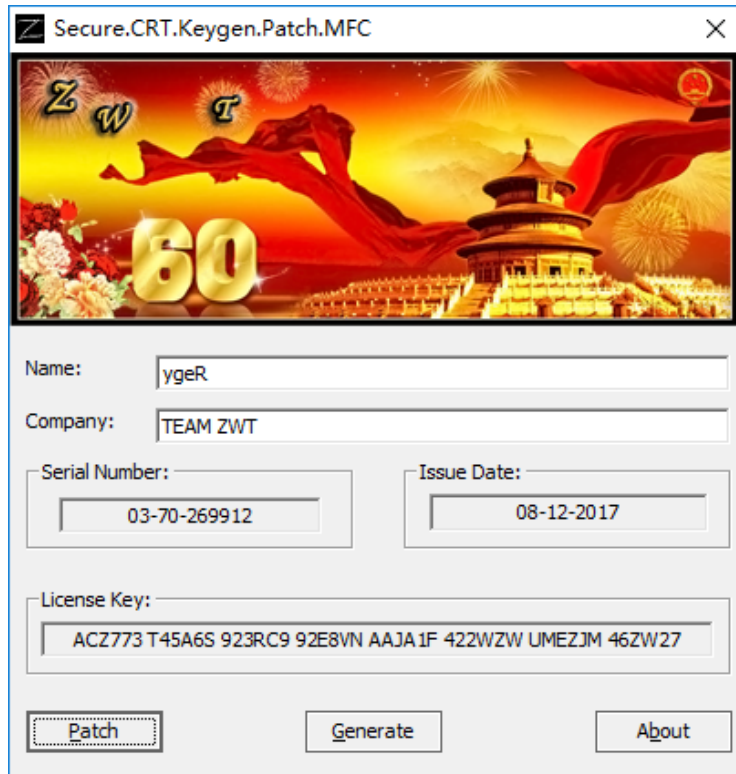 Secure.CRT.Keygen.Patch.MFC
Z W T
60
Name:
ygeR
Company:
TEAM ZWT
Serial Number:
03-70-269912
Issue Date:
08-12-2017
License Key:
ACZ773 T45A6S 923RC9 92E8VN AAJA1F 422WZW UMEZJM 46ZW27
Patch
Generate
About